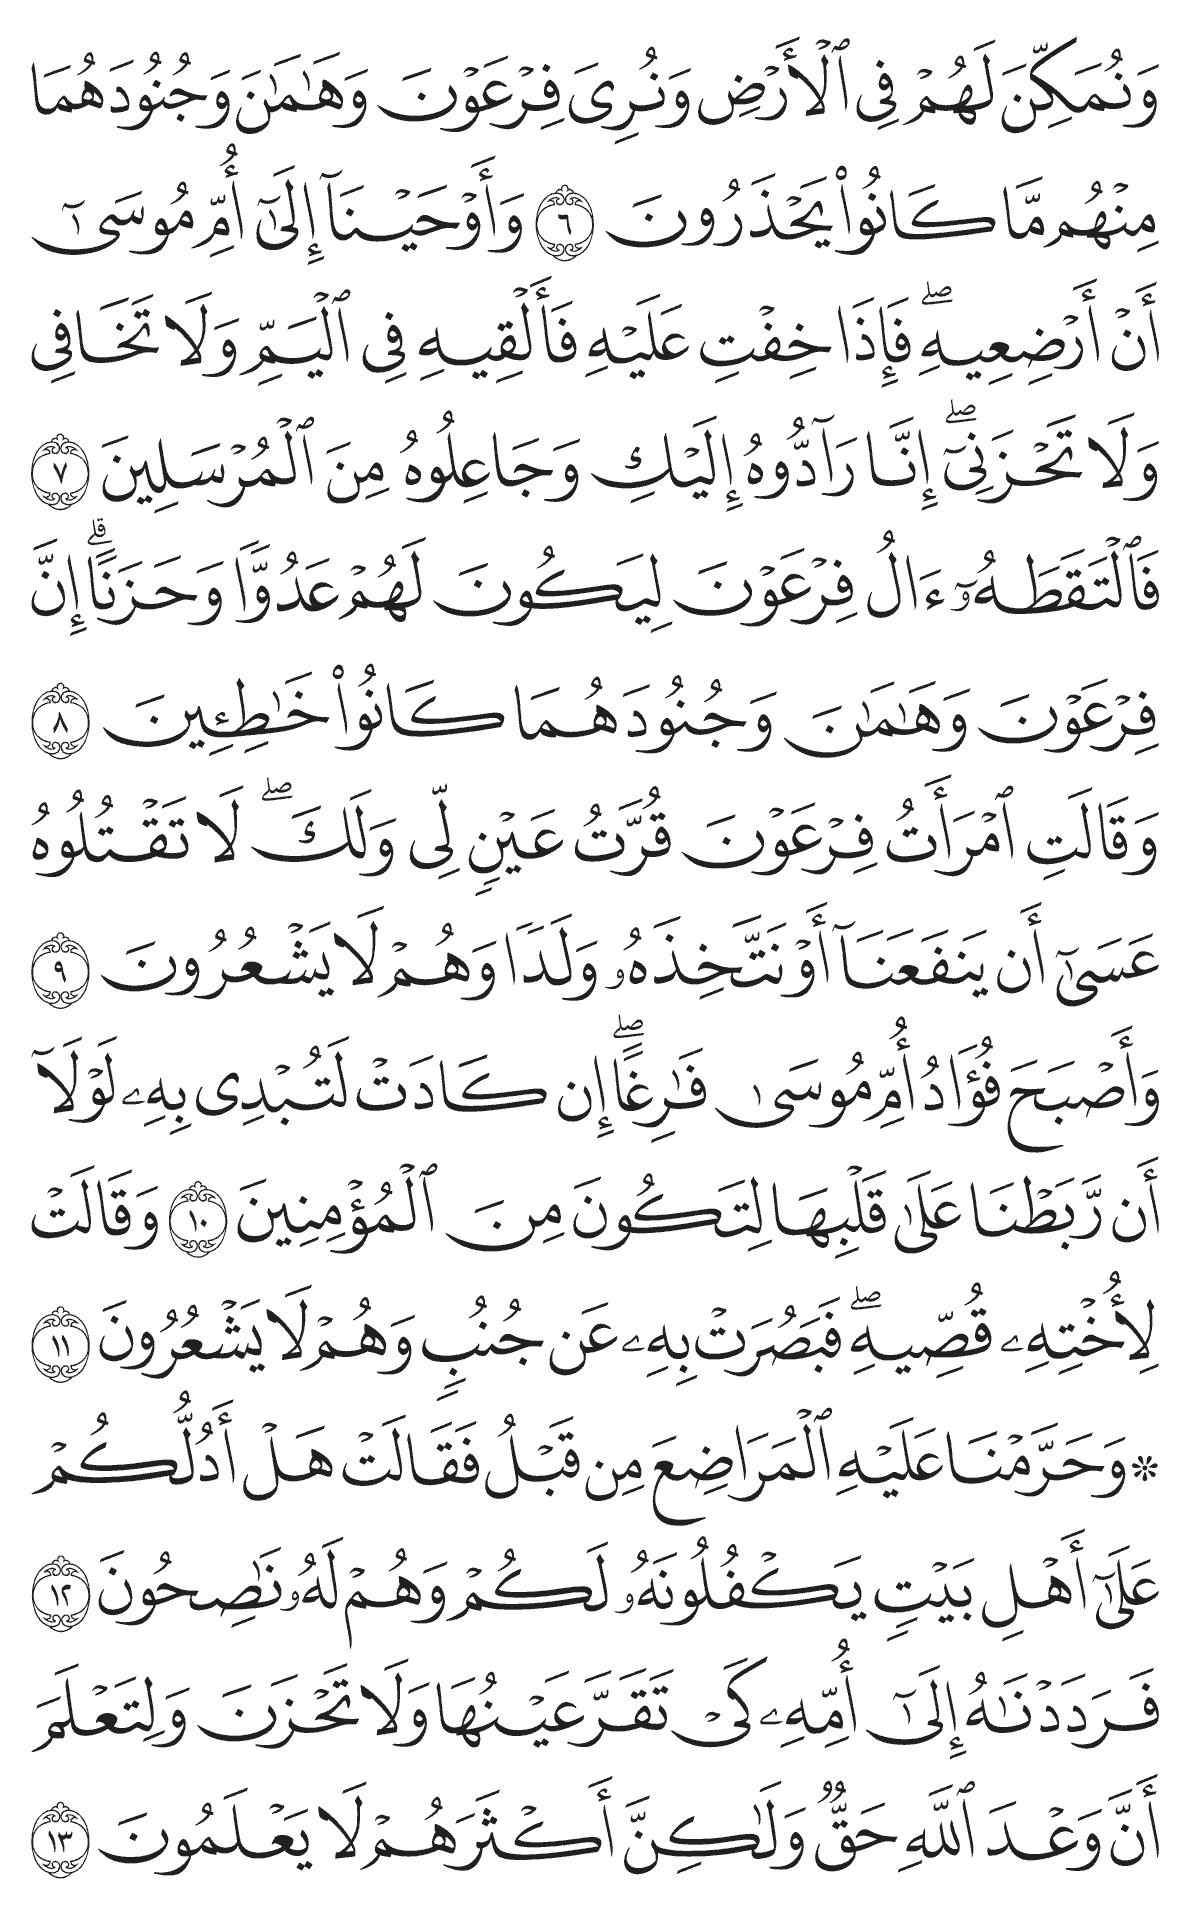 وَنُمَكِّنَ لَهُمۡ فِي ٱلۡأَرۡضِ وَنُرِيَ فِرۡعَوۡنَ وَهَٰمَٰنَ وَجُنُودَهُمَا
مِنۡهُم مَّا كَانُواْ يَحۡذَرُونَ ٦ وَأَوۡحَيۡنَآ إِلَىٰٓ أُمِّ مُوسَىٰٓ
أَنۡ أَرۡضِعِيهِۖ فَإِذَا خِفۡتِ عَلَيۡهِ فَأَلۡقِيهِ فِي ٱلۡيَمِّ وَلَا تَخَافِي
وَلَا تَحۡزَنِيٓۖ إِنَّا رَآدُّوهُ إِلَيۡكِ وَجَاعِلُوهُ مِنَ ٱلۡمُرۡسَلِينَ ٧
فَٱلۡتَقَطَهُۥٓ ءَالُ فِرۡعَوۡنَ لِيَكُونَ لَهُمۡ عَدُوّٗا وَحَزَنًاۗ إِنَّ
فِرۡعَوۡنَ وَهَٰمَٰنَ وَجُنُودَهُمَا كَانُواْ خَٰطِـِٔينَ ٨
وَقَالَتِ ٱمۡرَأَتُ فِرۡعَوۡنَ قُرَّتُ عَيۡنٖ لِّي وَلَكَۖ لَا تَقۡتُلُوهُ
عَسَىٰٓ أَن يَنفَعَنَآ أَوۡ نَتَّخِذَهُۥ وَلَدٗا وَهُمۡ لَا يَشۡعُرُونَ ٩
وَأَصۡبَحَ فُؤَادُ أُمِّ مُوسَىٰ فَٰرِغًاۖ إِن كَادَتۡ لَتُبۡدِي بِهِۦ لَوۡلَآ
أَن رَّبَطۡنَا عَلَىٰ قَلۡبِهَا لِتَكُونَ مِنَ ٱلۡمُؤۡمِنِينَ ١٠ وَقَالَتۡ
لِأُخۡتِهِۦ قُصِّيهِۖ فَبَصُرَتۡ بِهِۦ عَن جُنُبٖ وَهُمۡ لَا يَشۡعُرُونَ ١١
۞ وَحَرَّمۡنَا عَلَيۡهِ ٱلۡمَرَاضِعَ مِن قَبۡلُ فَقَالَتۡ هَلۡ أَدُلُّكُمۡ
عَلَىٰٓ أَهۡلِ بَيۡتٖ يَكۡفُلُونَهُۥ لَكُمۡ وَهُمۡ لَهُۥ نَٰصِحُونَ ١٢
فَرَدَدۡنَٰهُ إِلَىٰٓ أُمِّهِۦ كَيۡ تَقَرَّ عَيۡنُهَا وَلَا تَحۡزَنَ وَلِتَعۡلَمَ
أَنَّ وَعۡدَ ٱللَّهِ حَقّٞ وَلَٰكِنَّ أَكۡثَرَهُمۡ لَا يَعۡلَمُونَ ١٣